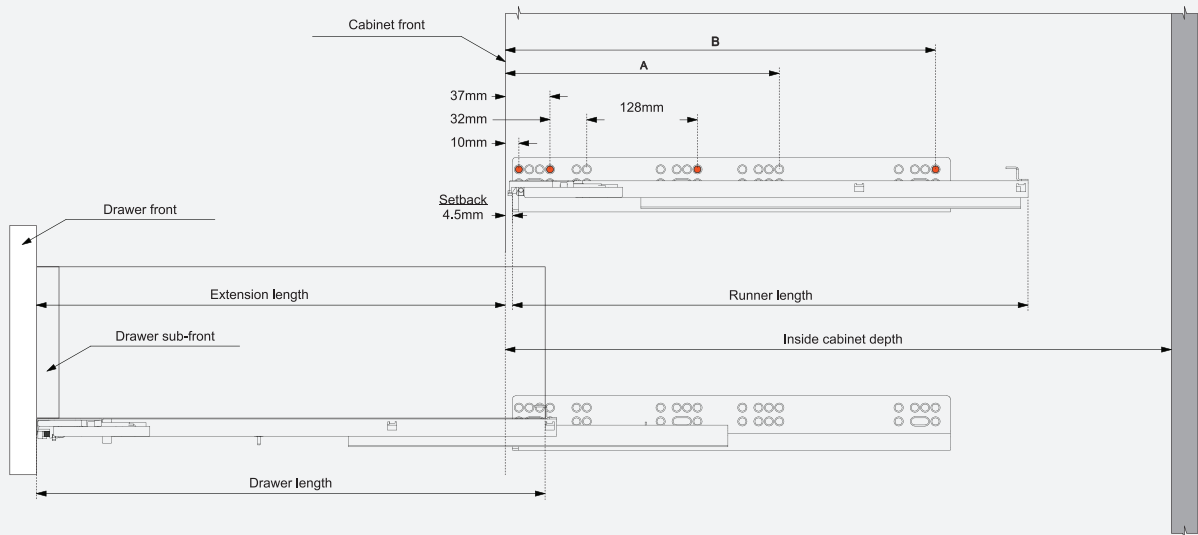 Cabinet front
B
A
37mm
128mm
32mm
10mm
Setback
4.5mm
Drawer front
Extension length
Runner length
Drawer sub-front
Inside cabinet depth
Drawer length